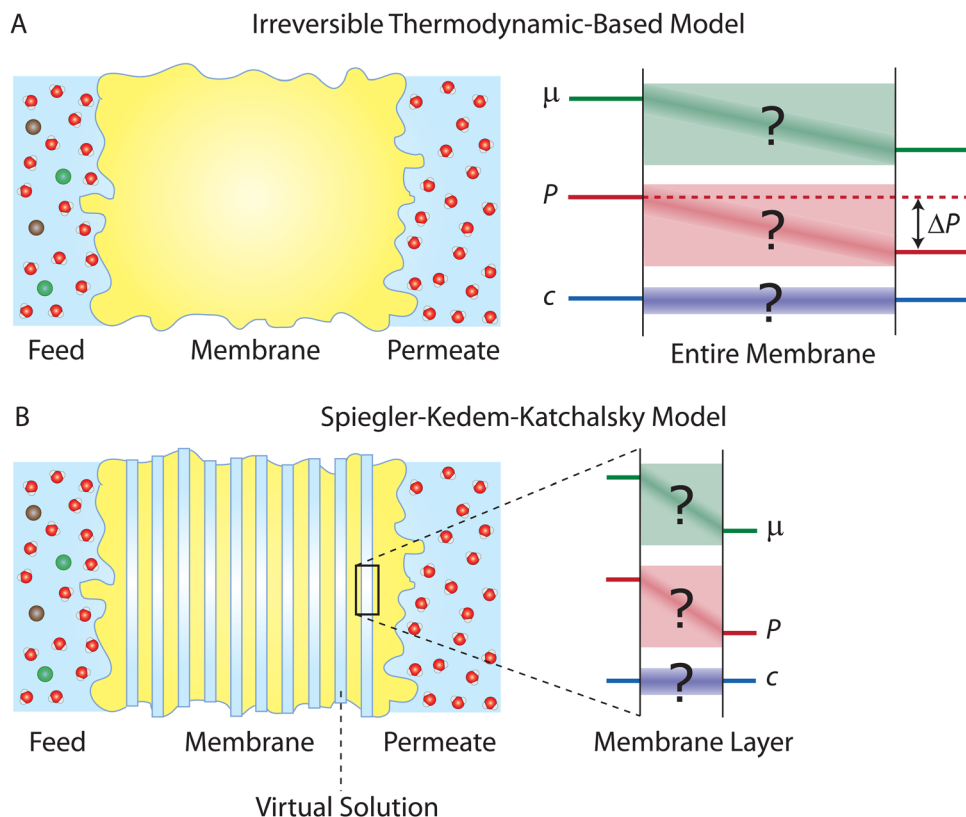 A
Irreversible Thermodynamic-Based Model
μ
?
P
?
ΔP
c
?
Feed
Membrane
Permeate
Entire Membrane
B
Spiegler-Kedem-Katchalsky Model
?
μ
?
P
?
c
Feed
Membrane
Permeate
Membrane Layer
Virtual Solution